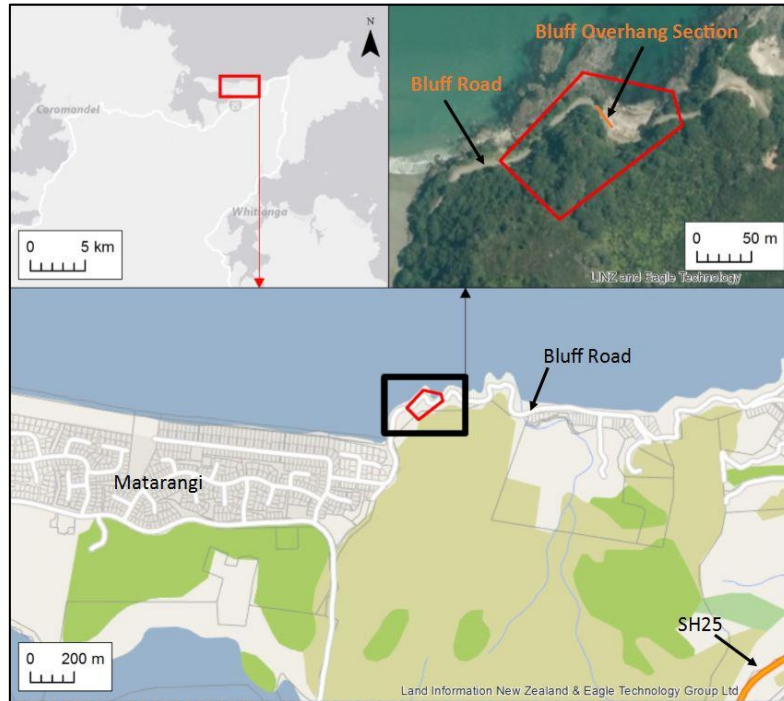 N
Coromandel
25
Whitianga
0 5 km
Bluff Overhang Section
Bluff Road
0 50 m
LINZ and Eagle Technology
Bluff Road
Matarangi
SH25
0 200 m
Land Information New Zealand & Eagle Technology Group Ltd